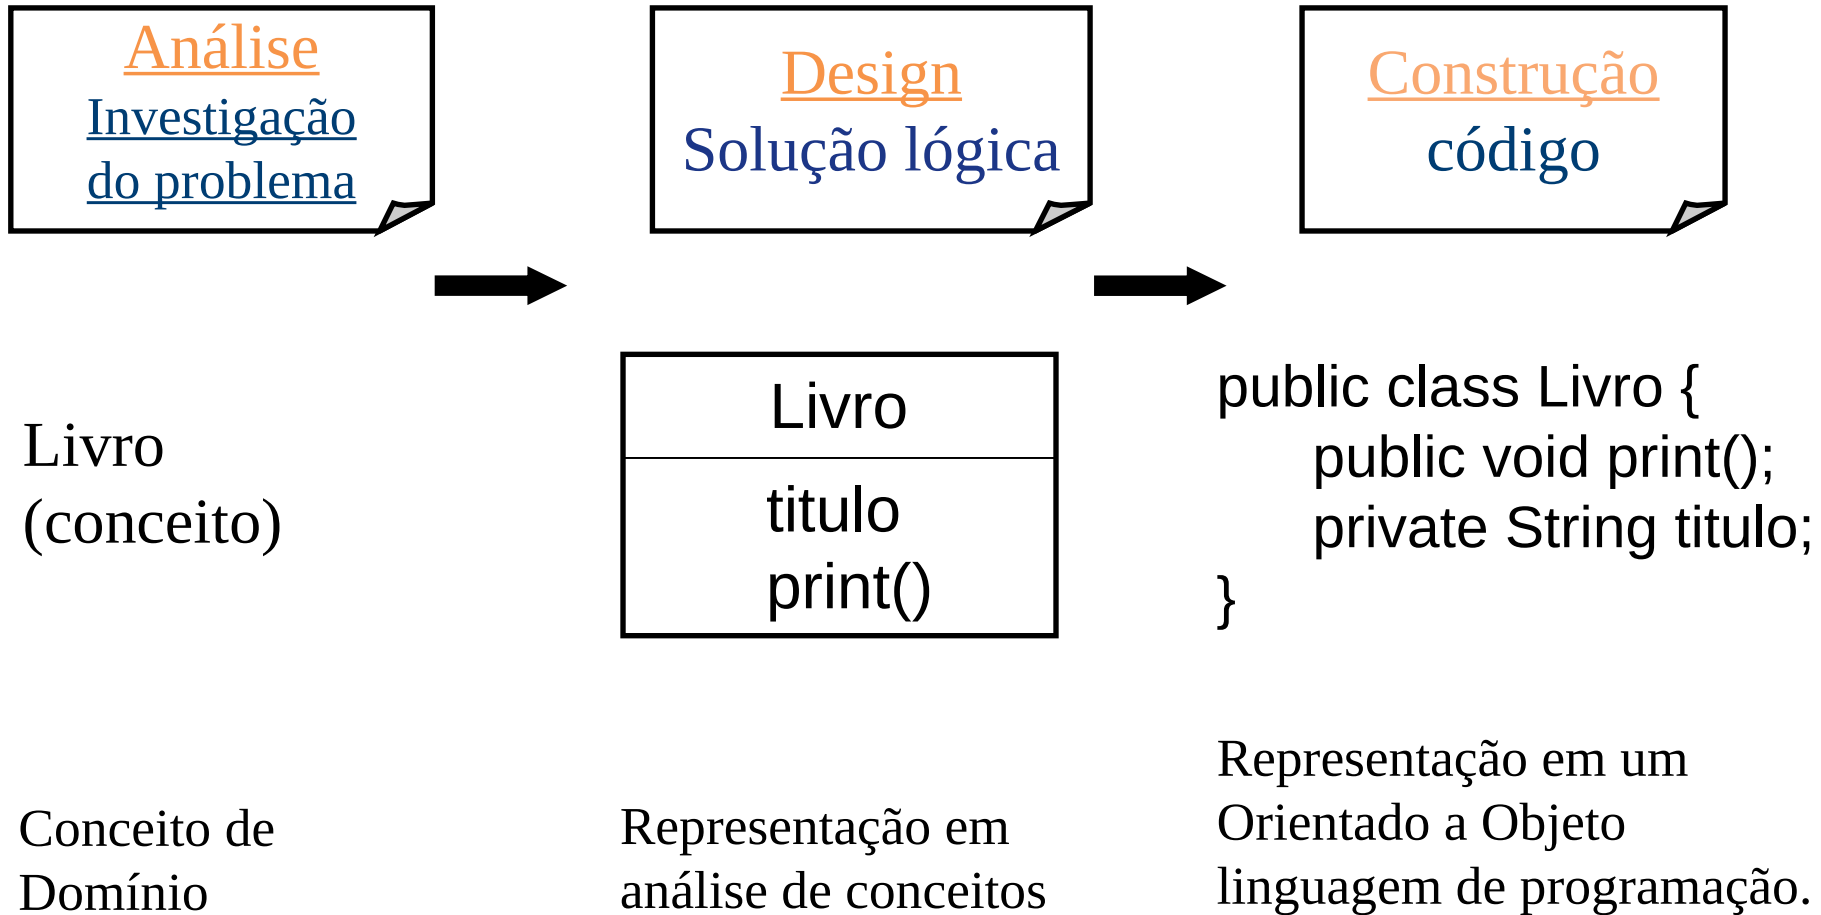 Análise
Investigação
do problema
Design
Solução lógica
Construção
código
Livro
(conceito)
Livro
titulo
print()
public class Livro {
public void print();
private String titulo;
}
Conceito de
Domínio
Representação em
análise de conceitos
Representação em um
Orientado a Objeto
linguagem de programação.